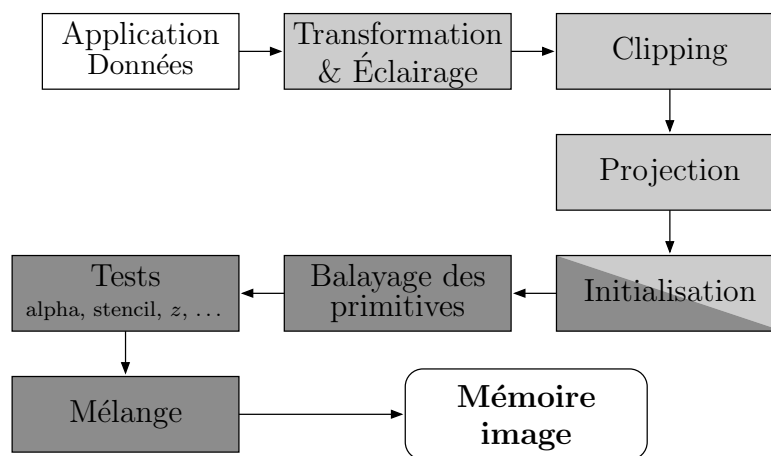 Application
Données
Transformation
& Éclairage
Clipping
Projection
Initialisation
Balayage des
primitives
Tests
alpha, stencil, z, …
Mélange
Mémoire
image